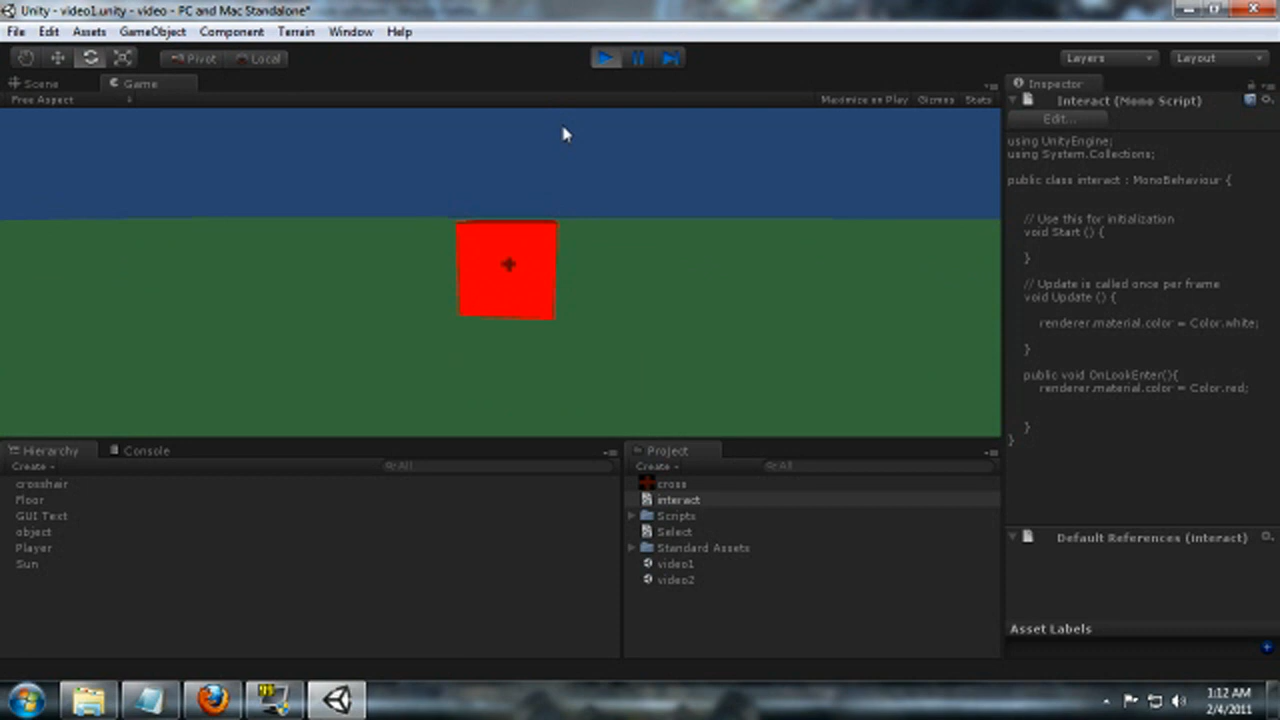 Unity - video1.unity - video - PC and Mac Standalone*
File Edit Assets GameObject Component Terrain Window Help
Pivot Local Layers Layout
Scene Game Inspector
Free Aspect Maximize on Play Gizmos Stats
Interact (Mono Script)
Edit...
using UnityEngine;
using System.Collections;
public class interact : MonoBehaviour {
// Use this for initialization
void Start () {
}
// Update is called once per frame
void Update () {
renderer.material.color = Color.white;
}
public void OnLookEnter(){
renderer.material.color = Color.red;
}
}
Hierarchy Console Project
Create All Create All
crosshair
Floor
GUI Text
object
Player
Sun
cross
interact
Scripts
Select
Standard Assets
video1
video2
Default References (interact)
Asset Labels
1:12 AM
2/4/2011